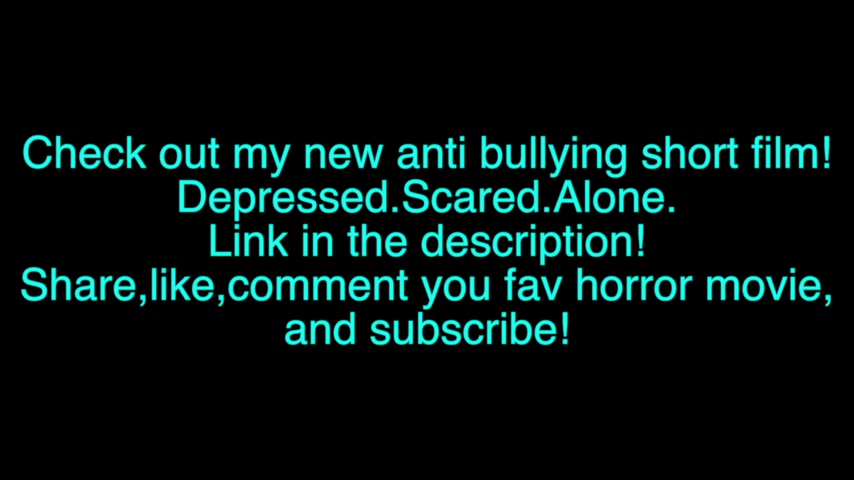 Check out my new anti bullying short film!
Depressed.Scared.Alone.
Link in the description!
Share,like,comment you fav horror movie,
and subscribe!